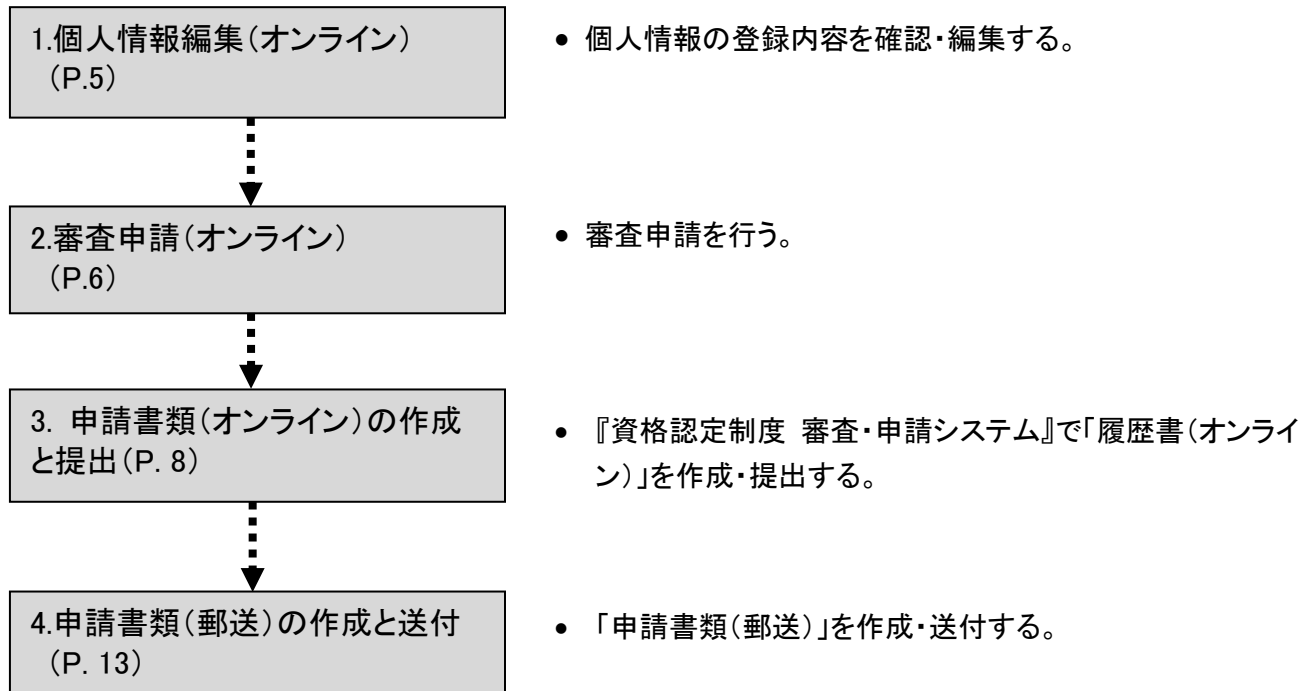 1.個人情報編集（オンライン）
（P.5）
● 個人情報の登録内容を確認・編集する。
2.審査申請（オンライン）
（P.6）
● 審査申請を行う。
3. 申請書類（オンライン）の作成
と提出（P. 8）
● 『資格認定制度 審査・申請システム』で「履歴書（オンライ
ン）」を作成・提出する。
4.申請書類（郵送）の作成と送付
（P. 13）
● 「申請書類（郵送）」を作成・送付する。